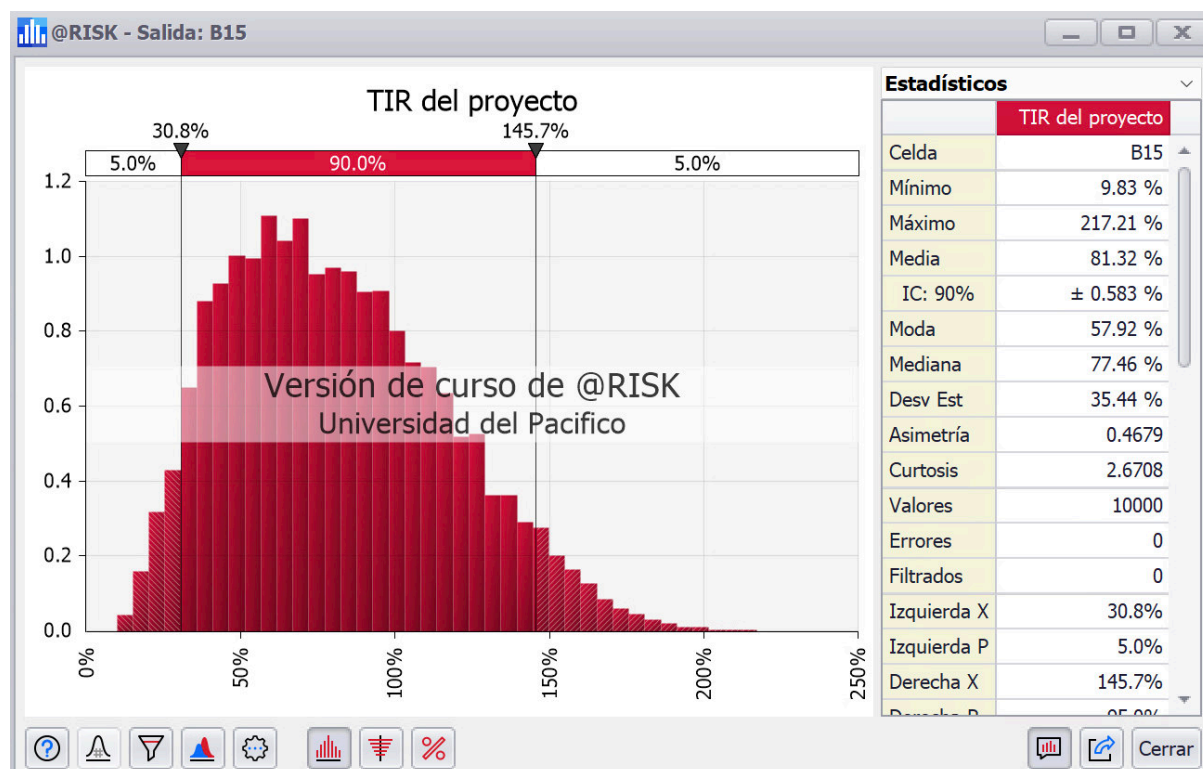 @RISK - Salida: B15
TIR del proyecto
30.8% 145.7%
5.0% 90.0% 5.0%
1.2
1.0
0.8
0.6
0.4
0.2
0.0
0% 50% 100% 150% 200% 250%
Versión de curso de @RISK
Universidad del Pacifico
Estadísticos
TIR del proyecto
Celda B15
Mínimo 9.83 %
Máximo 217.21 %
Media 81.32 %
IC: 90% ± 0.583 %
Moda 57.92 %
Mediana 77.46 %
Desv Est 35.44 %
Asimetría 0.4679
Curtosis 2.6708
Valores 10000
Errores 0
Filtrados 0
Izquierda X 30.8%
Izquierda P 5.0%
Derecha X 145.7%
Cerrar